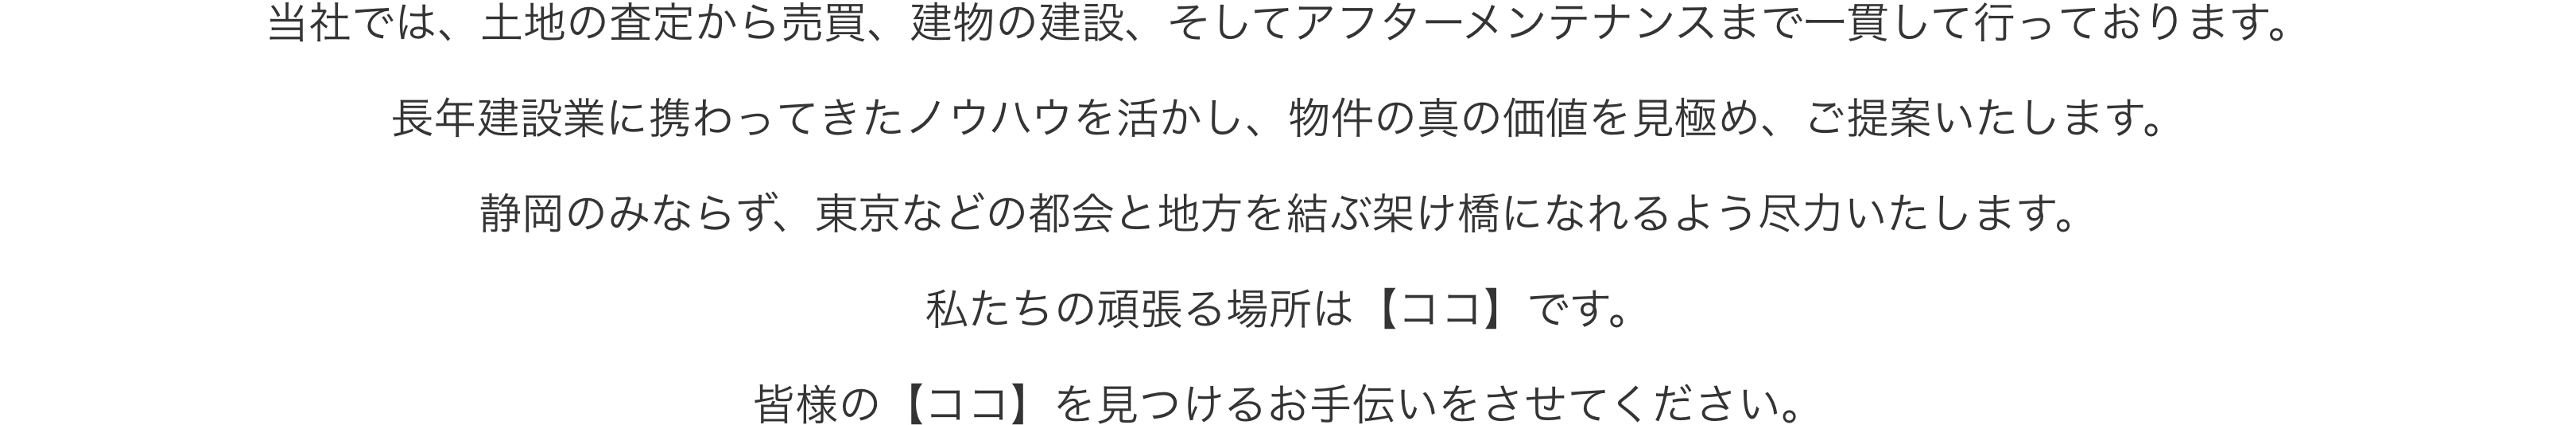 当社では、土地の査定から売買、建物の建設、そしてアフターメンテナンスまで一貫して行っております。
長年建設業に携わってきたノウハウを活かし、物件の真の価値を見極め、ご提案いたします。
静岡のみならず、東京などの都会と地方を結ぶ架け橋になれるよう尽力いたします。
私たちの頑張る場所は【ココ】です。
皆様の【ココ】を見つけるお手伝いをさせてください。